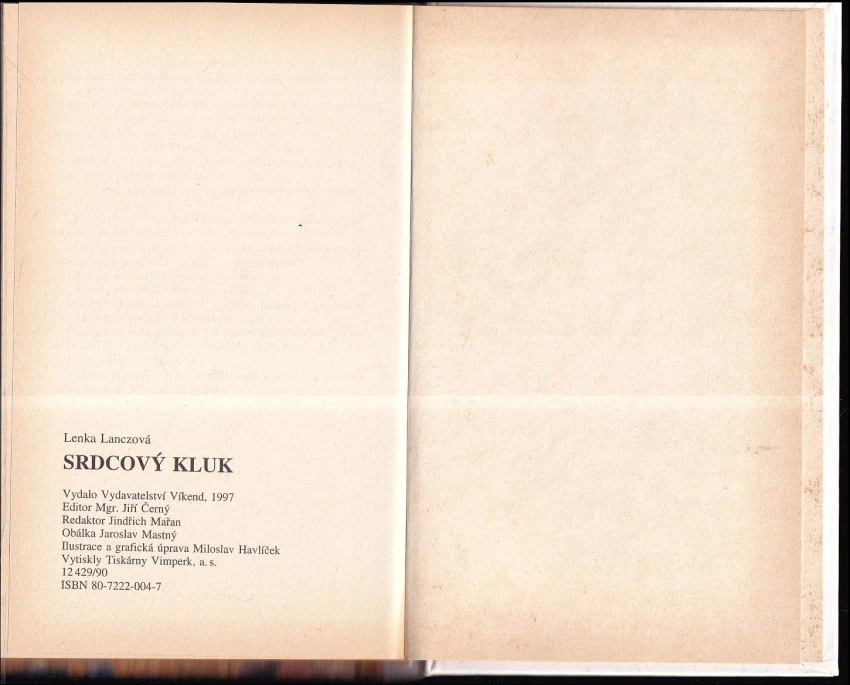 Lenka Lanczová
SRDCOVÝ KLUK
Vydalo Vydavatelství Víkend, 1997
Editor Mgr. Jiří Černý
Redaktor Jindřich Mařan
Obálka Jaroslav Mastný
Ilustrace a grafická úprava Miloslav Havlíček
Vytiskly Tiskárny Vimperk, a. s.
12 429/90
ISBN 80-7222-004-7